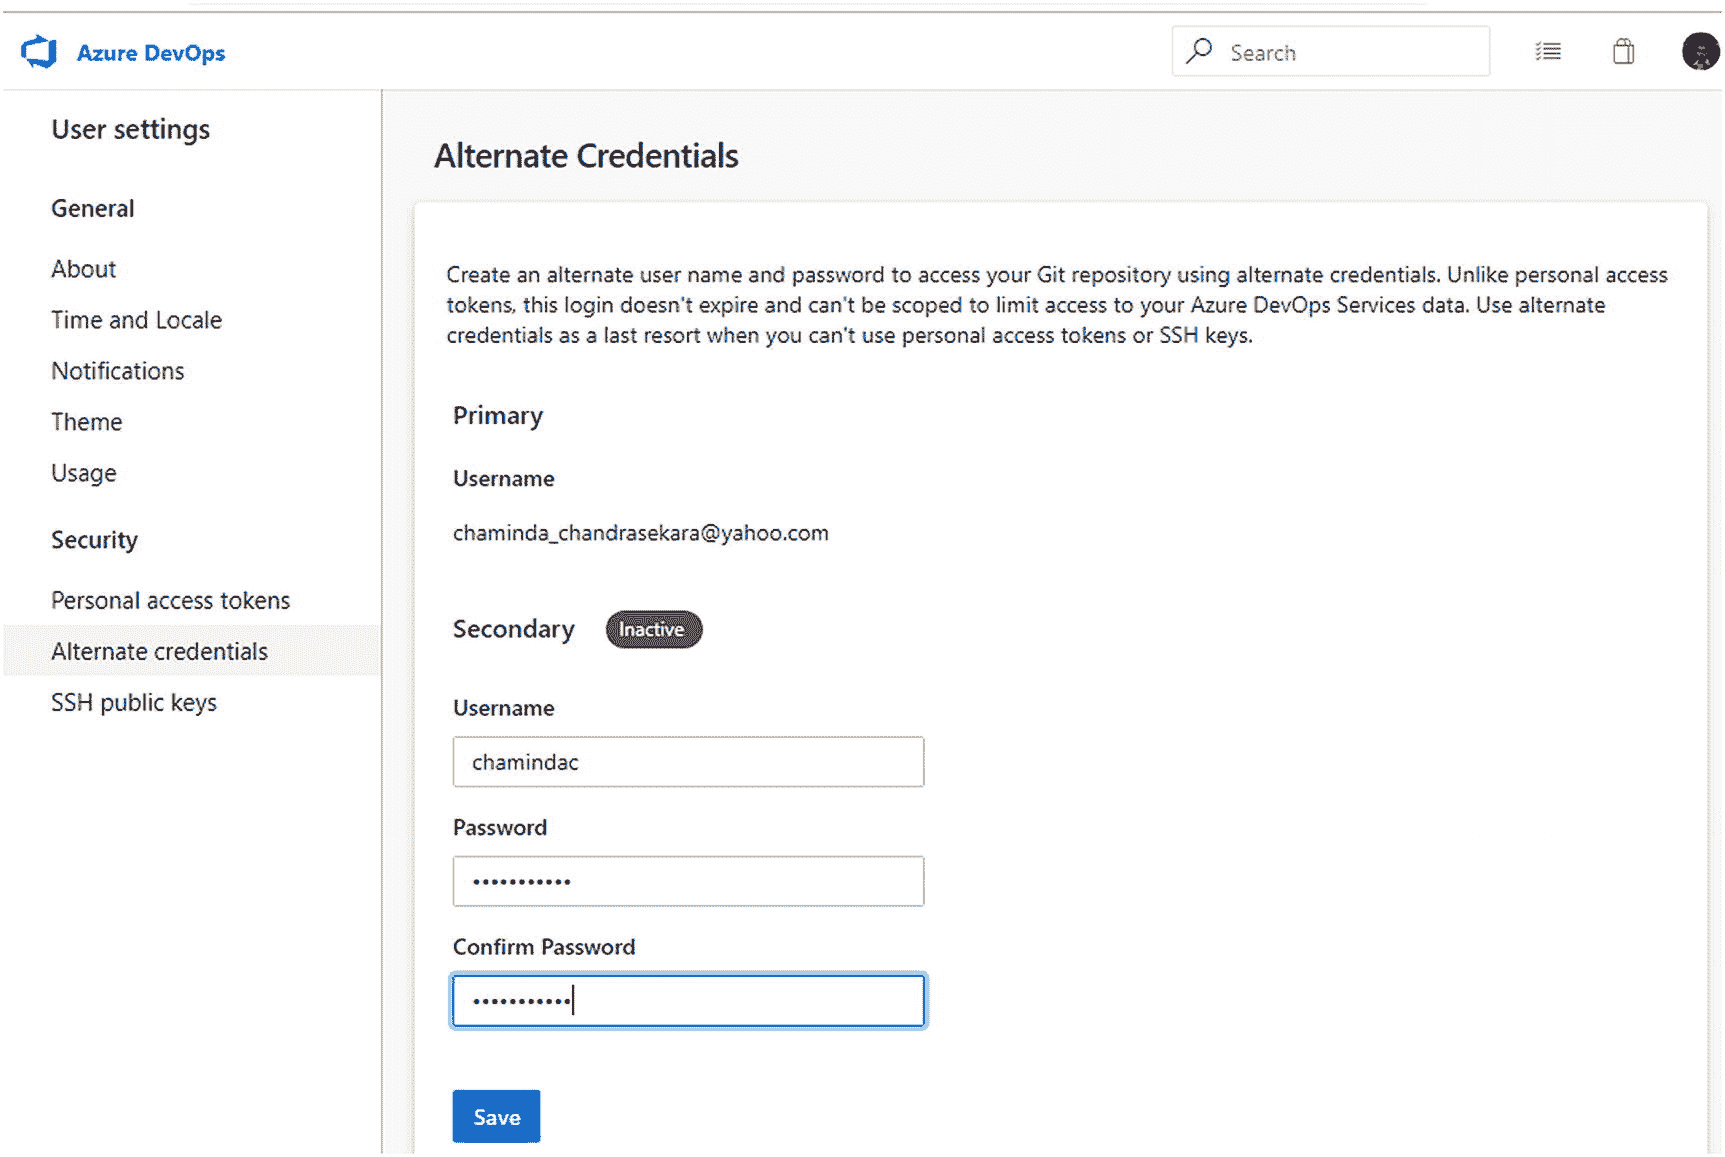 Azure DevOps
Search
User settings
General
About
Time and Locale
Notifications
Theme
Usage
Security
Personal access tokens
Alternate credentials
SSH public keys
Alternate Credentials
Create an alternate user name and password to access your Git repository using alternate credentials. Unlike personal access
tokens, this login doesn't expire and can't be scoped to limit access to your Azure DevOps Services data. Use alternate
credentials as a last resort when you can't use personal access tokens or SSH keys.
Primary
Username
chaminda_chandrasekara@yahoo.com
Secondary Inactive
Username
chamindac
Password
•••••••••••
Confirm Password
•••••••••••
Save